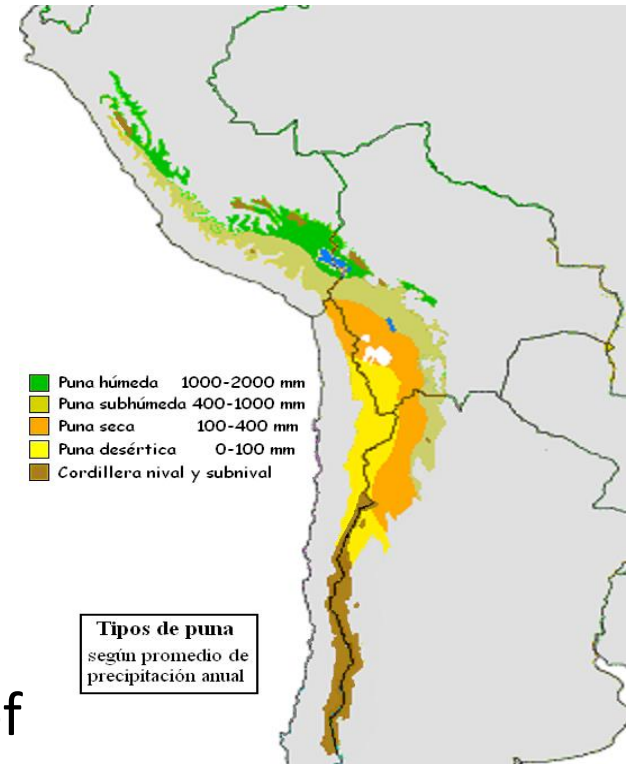 Puna húmeda 1000-2000 mm
Puna subhúmeda 400-1000 mm
Puna seca 100-400 mm
Puna desértica 0-100 mm
Cordillera nival y subnival
Tipos de puna
según promedio de
precipitación anual
f